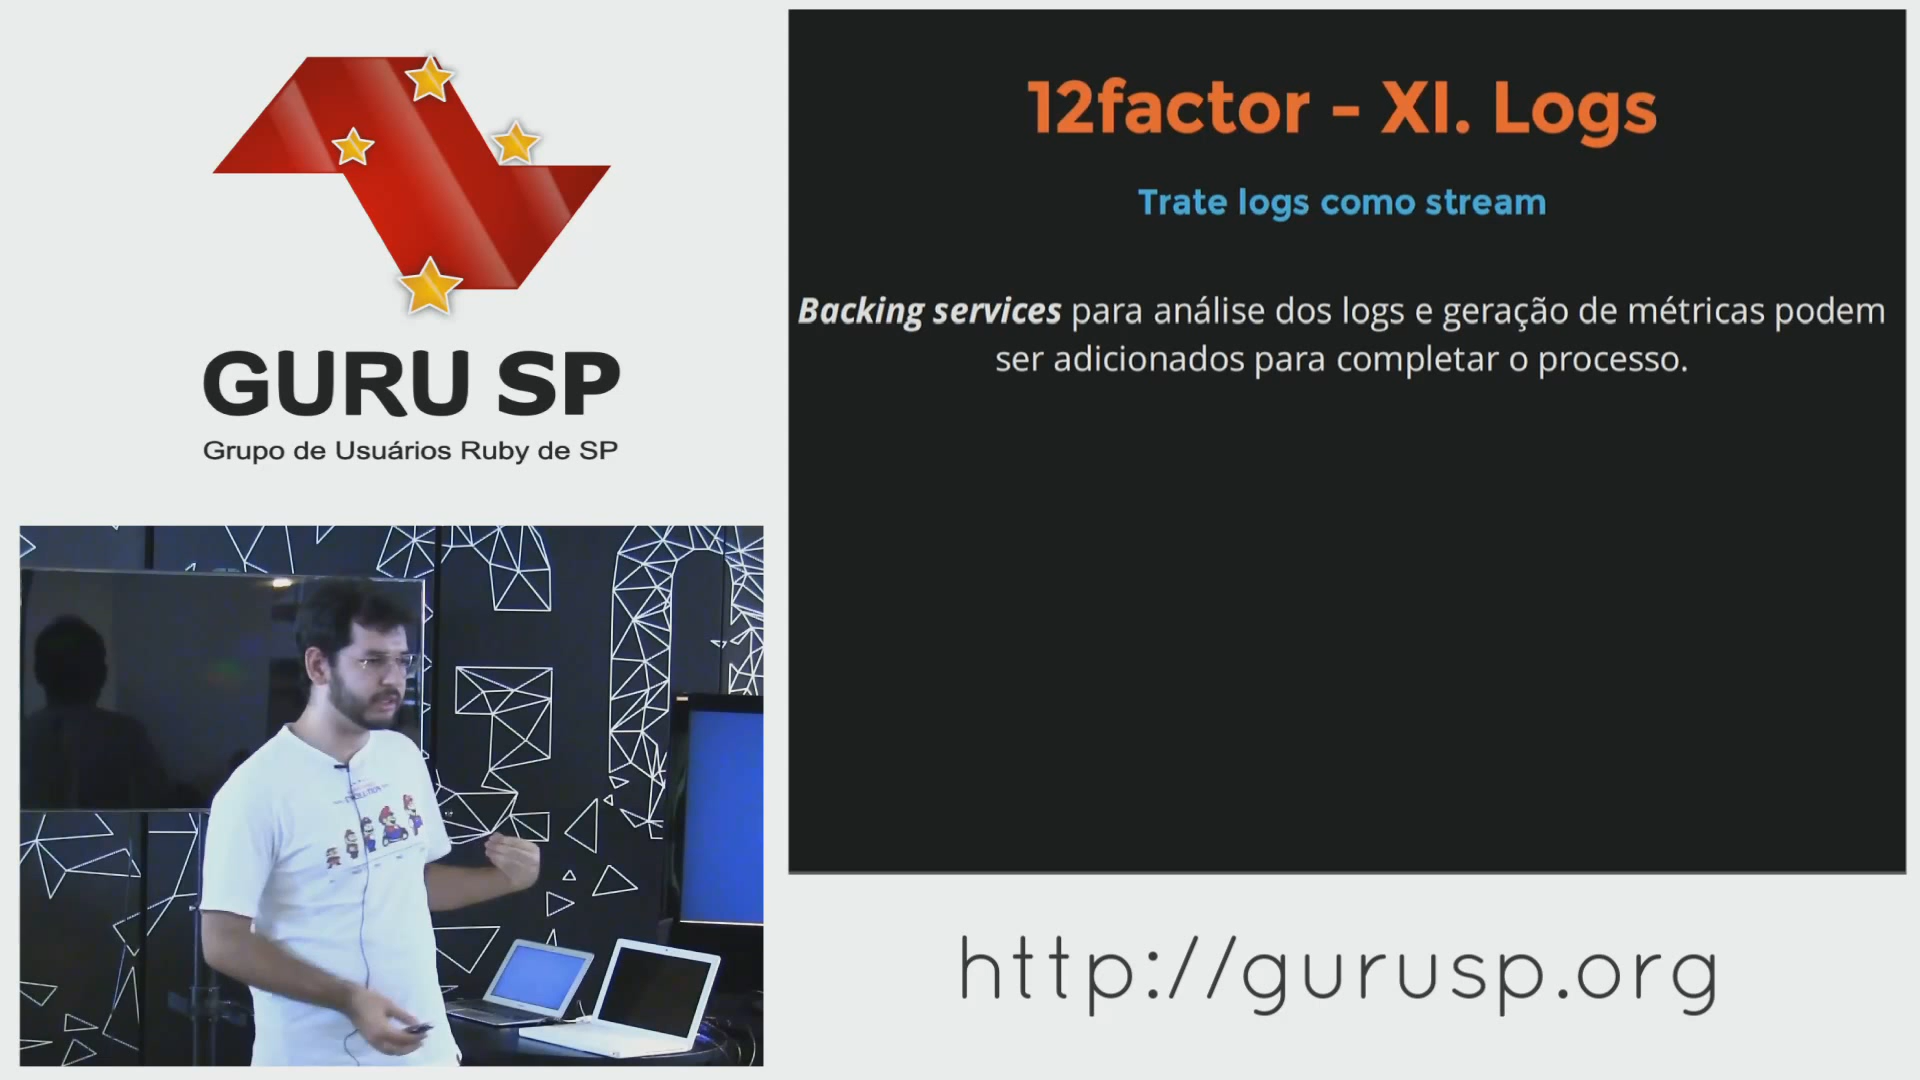 GURU SP
Grupo de Usuários Ruby de SP
12factor - XI. Logs
Trate logs como stream
Backing services para análise dos logs e geração de métricas podem
ser adicionados para completar o processo.
EVOLUTION
http://gurusp.org